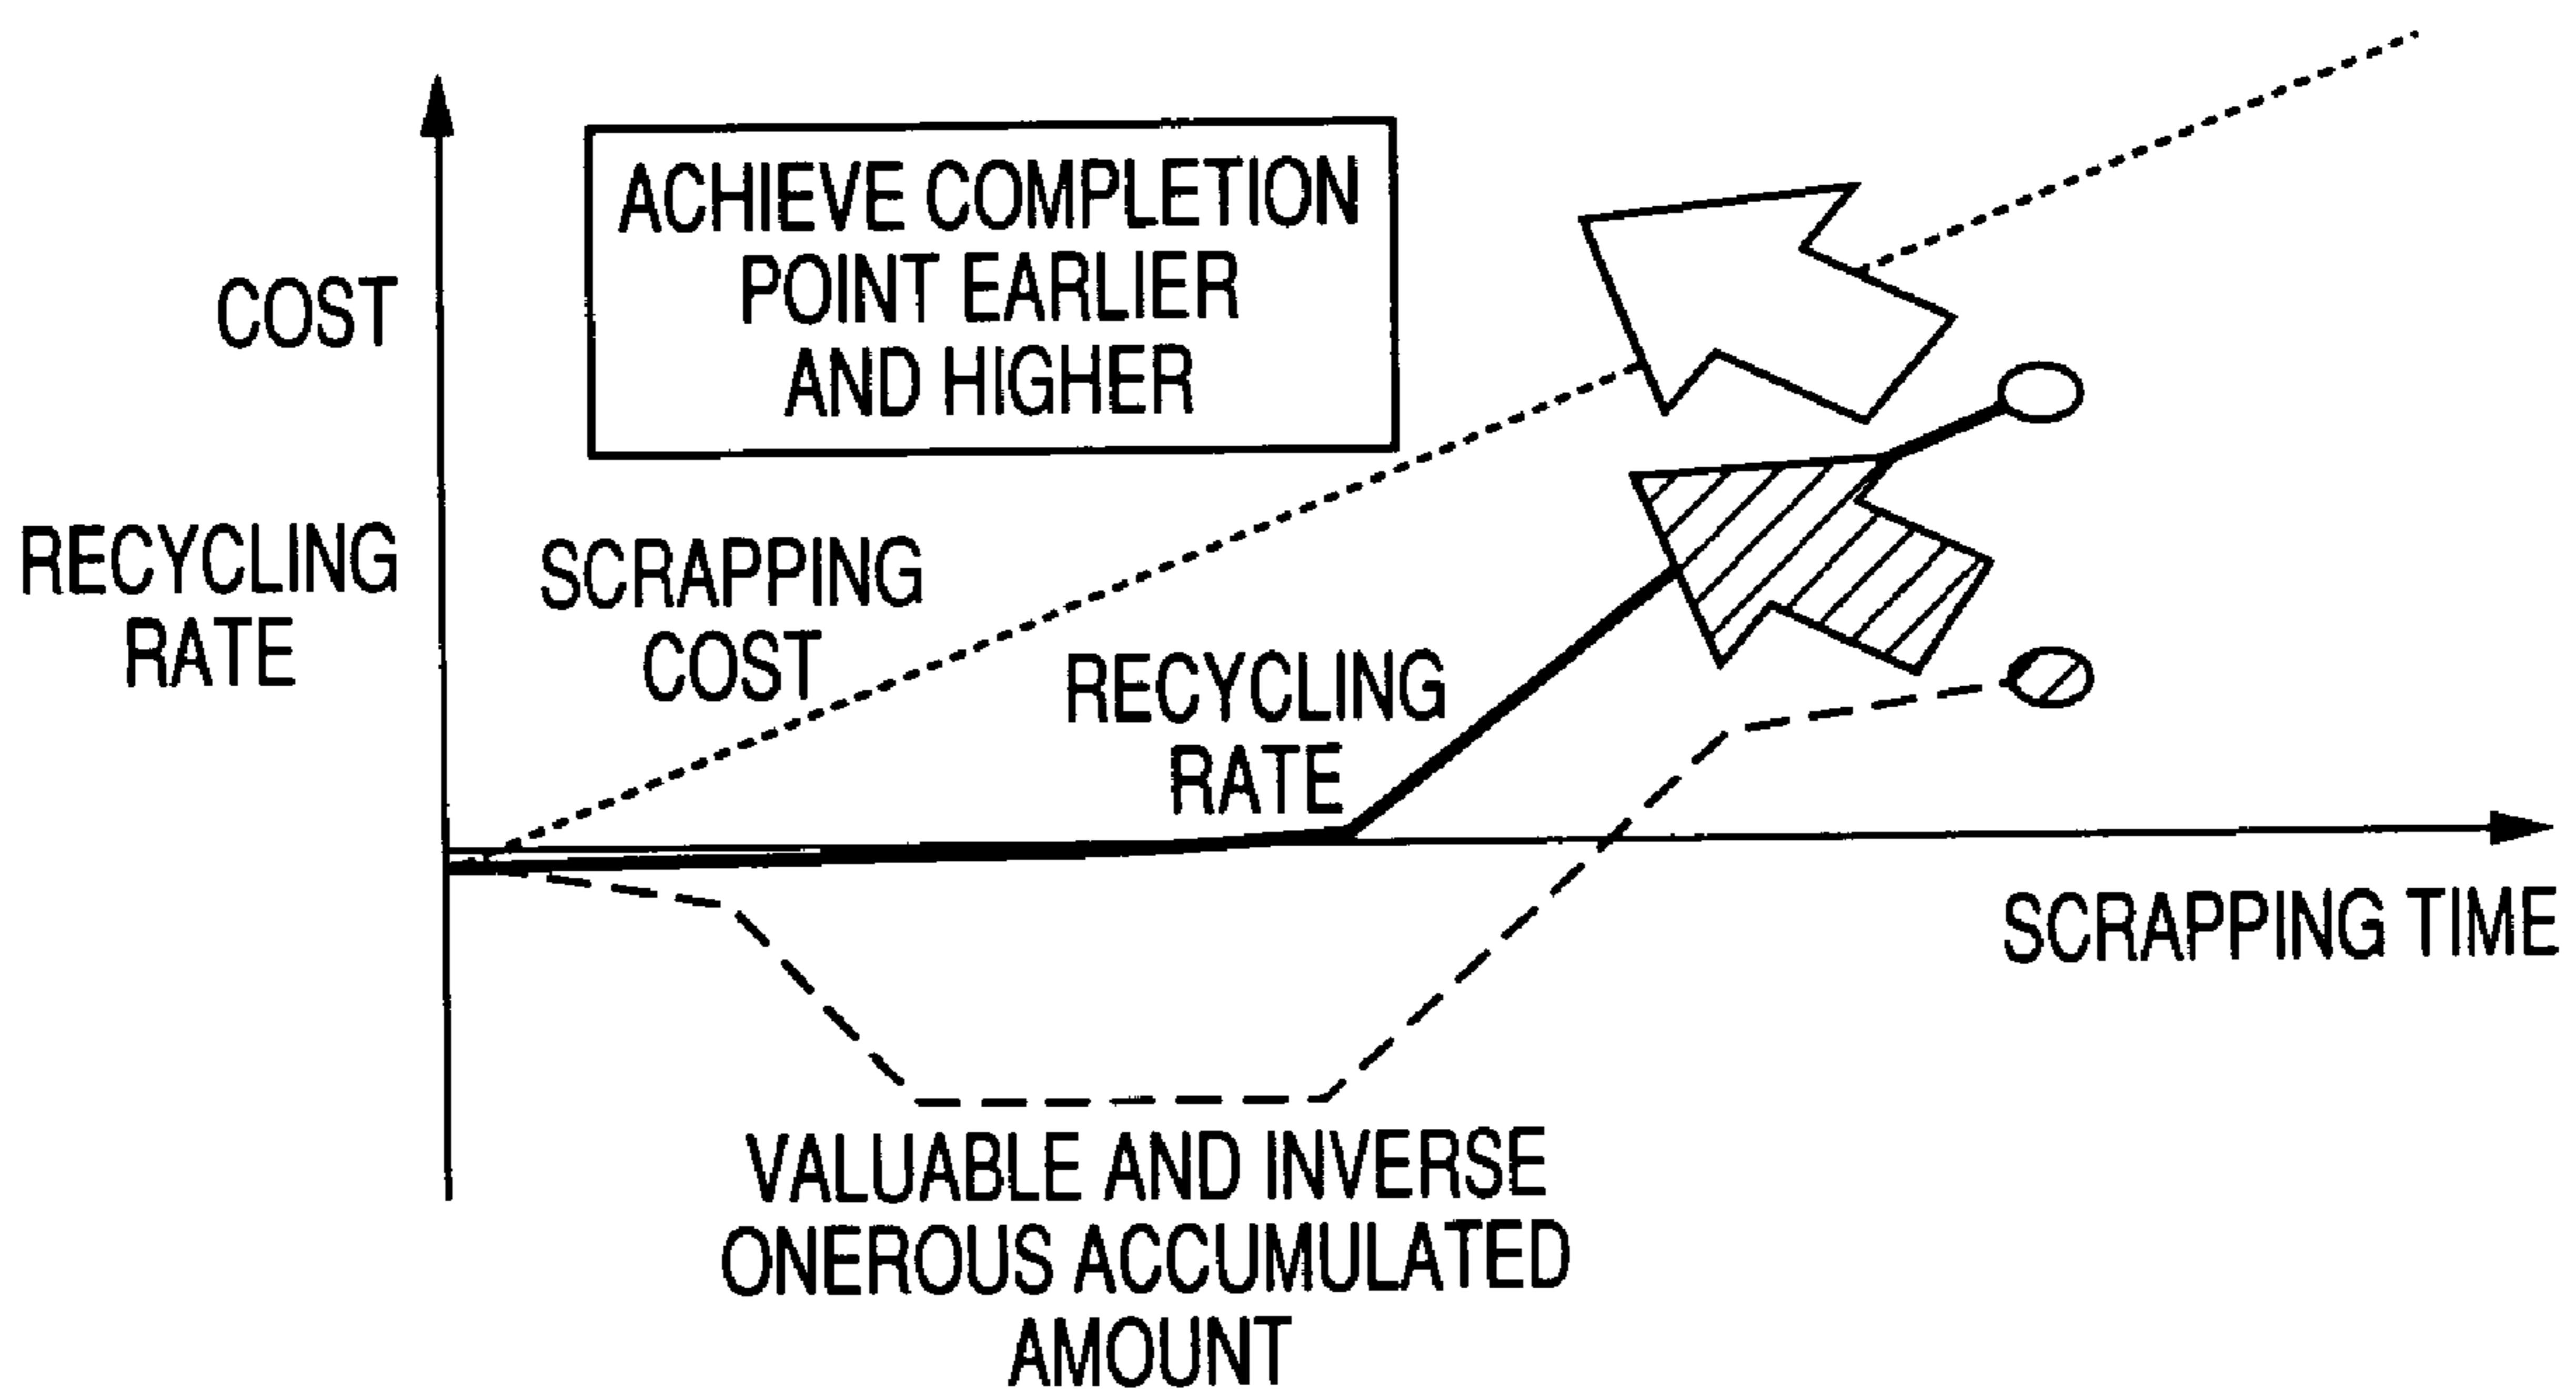 ACHIEVE COMPLETION
POINT EARLIER
AND HIGHER
COST
RECYCLING
RATE
SCRAPPING
COST
RECYCLING
RATE
SCRAPPING TIME
VALUABLE AND INVERSE
ONEROUS ACCUMULATED
AMOUNT